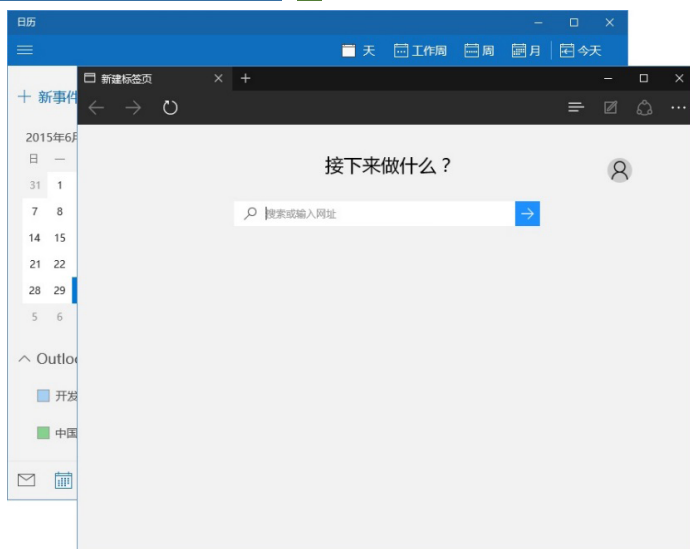 日历
天 工作周 周 月 今天
新建标签页
新事件
2015年6月
日 一
31 1
接下来做什么？
7 8
搜索或输入网址
14 15
21 22
28 29
5 6
Outloo
开发
中国